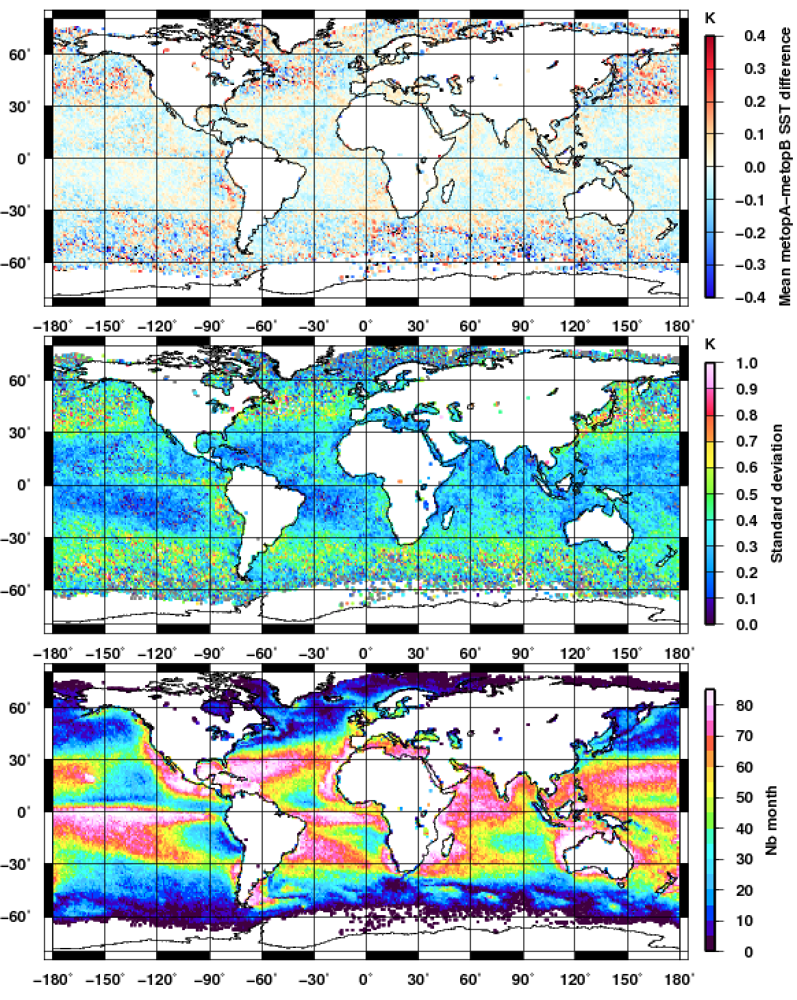 K
60° 30° 0° −30° −60°
0.4 0.3 0.2 0.1 0.0 −0.1 −0.2 −0.3 −0.4
Mean metopA−metopB SST difference
−180° −150° −120° −90° −60° −30° 0° 30° 60° 90° 120° 150° 180°
K
60° 30° 0° −30° −60°
1.0 0.9 0.8 0.7 0.6 0.5 0.4 0.3 0.2 0.1 0.0
Standard deviation
−180° −150° −120° −90° −60° −30° 0° 30° 60° 90° 120° 150° 180°
60° 30° 0° −30° −60°
80 70 60 50 40 30 20 10 0
Nb month
−180° −150° −120° −90° −60° −30° 0° 30° 60° 90° 120° 150° 180°